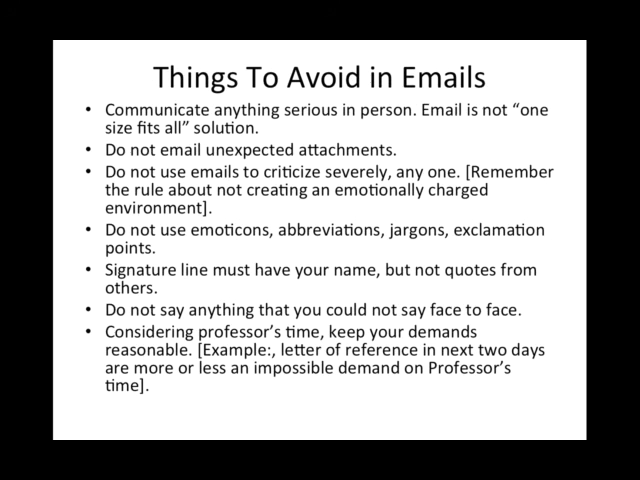 Things To Avoid in Emails
• Communicate anything serious in person. Email is not “one
size fits all” solution.
• Do not email unexpected attachments.
• Do not use emails to criticize severely, any one. [Remember
the rule about not creating an emotionally charged
environment].
• Do not use emoticons, abbreviations, jargons, exclamation
points.
• Signature line must have your name, but not quotes from
others.
• Do not say anything that you could not say face to face.
• Considering professor’s time, keep your demands
reasonable. [Example:, letter of reference in next two days
are more or less an impossible demand on Professor’s
time].